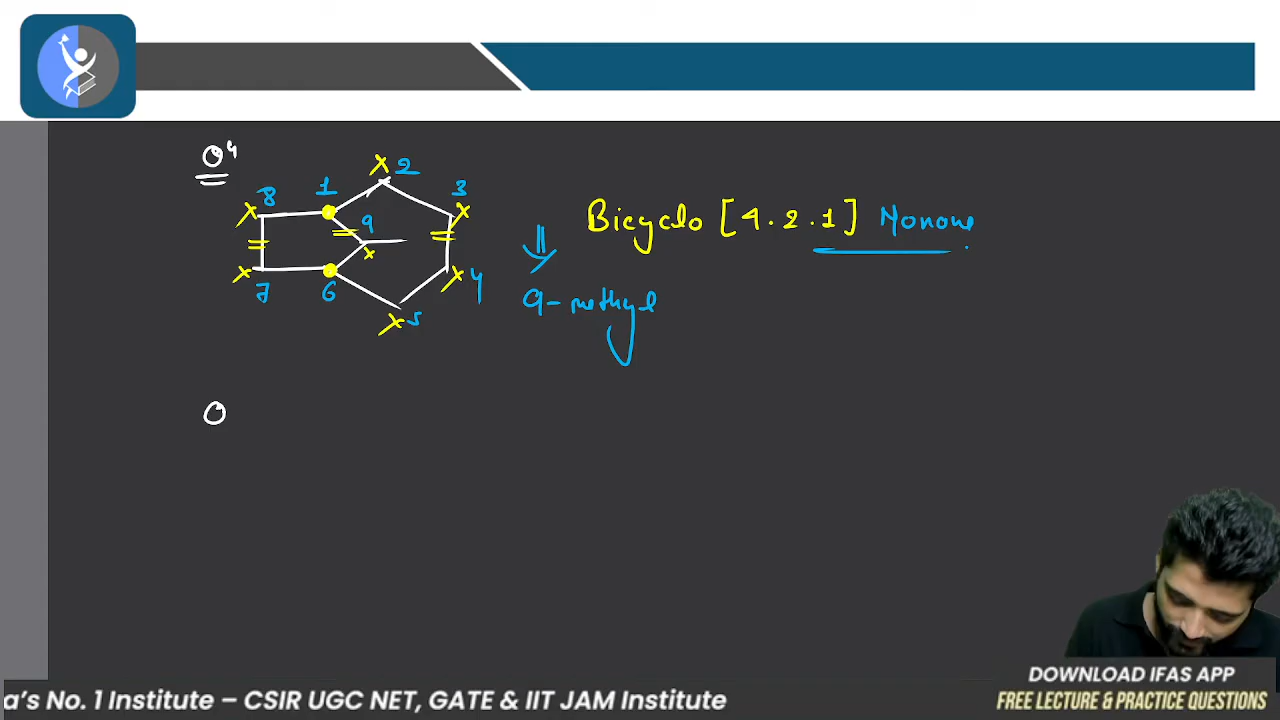 Q4
8 1 X 2 3
X 9 X
X X
X 7 6 X 4
X 5
Bicyclo [4.2.1] Nonone
9-methyl
Q
DOWNLOAD IFAS APP
a's No. 1 Institute – CSIR UGC NET, GATE & IIT JAM Institute
FREE LECTURE & PRACTICE QUESTIONS